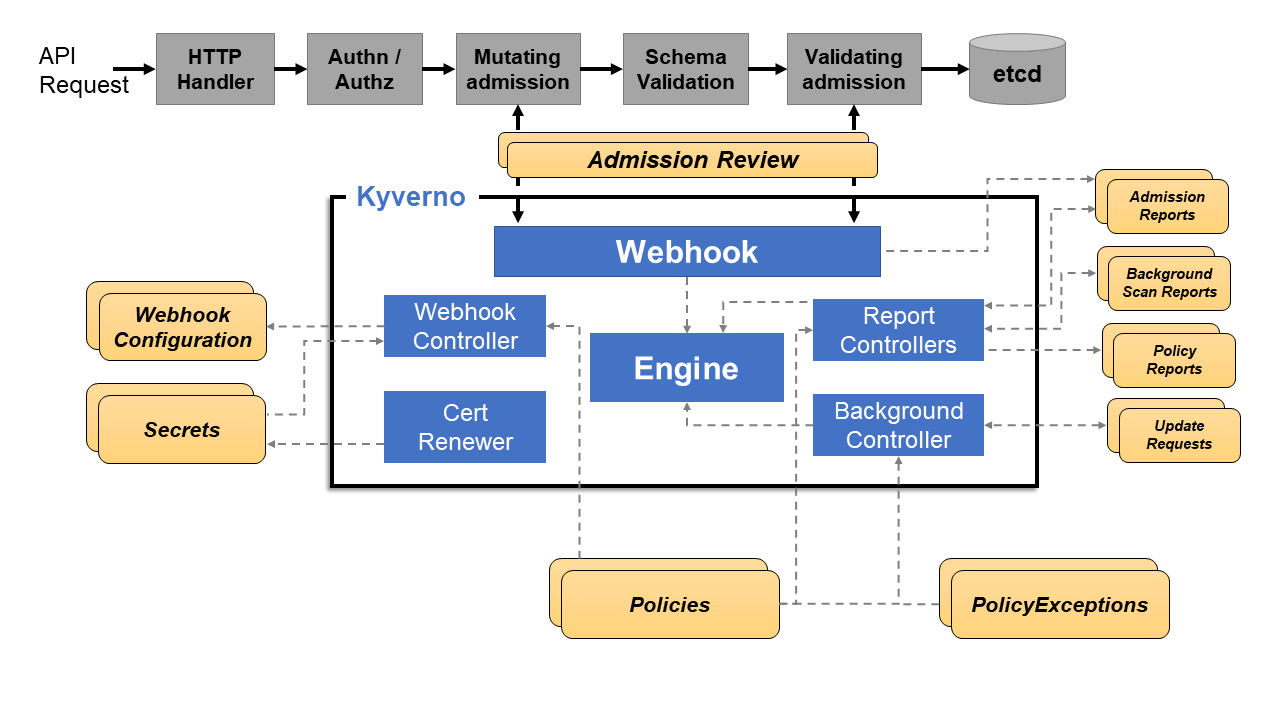 API
Request
HTTP
Handler
Authn /
Authz
Mutating
admission
Schema
Validation
Validating
admission
etcd
Admission Review
Kyverno
Webhook
Admission
Reports
Background
Scan Reports
Policy
Reports
Update
Requests
Webhook
Configuration
Secrets
Webhook
Controller
Cert
Renewer
Engine
Report
Controllers
Background
Controller
Policies
PolicyExceptions